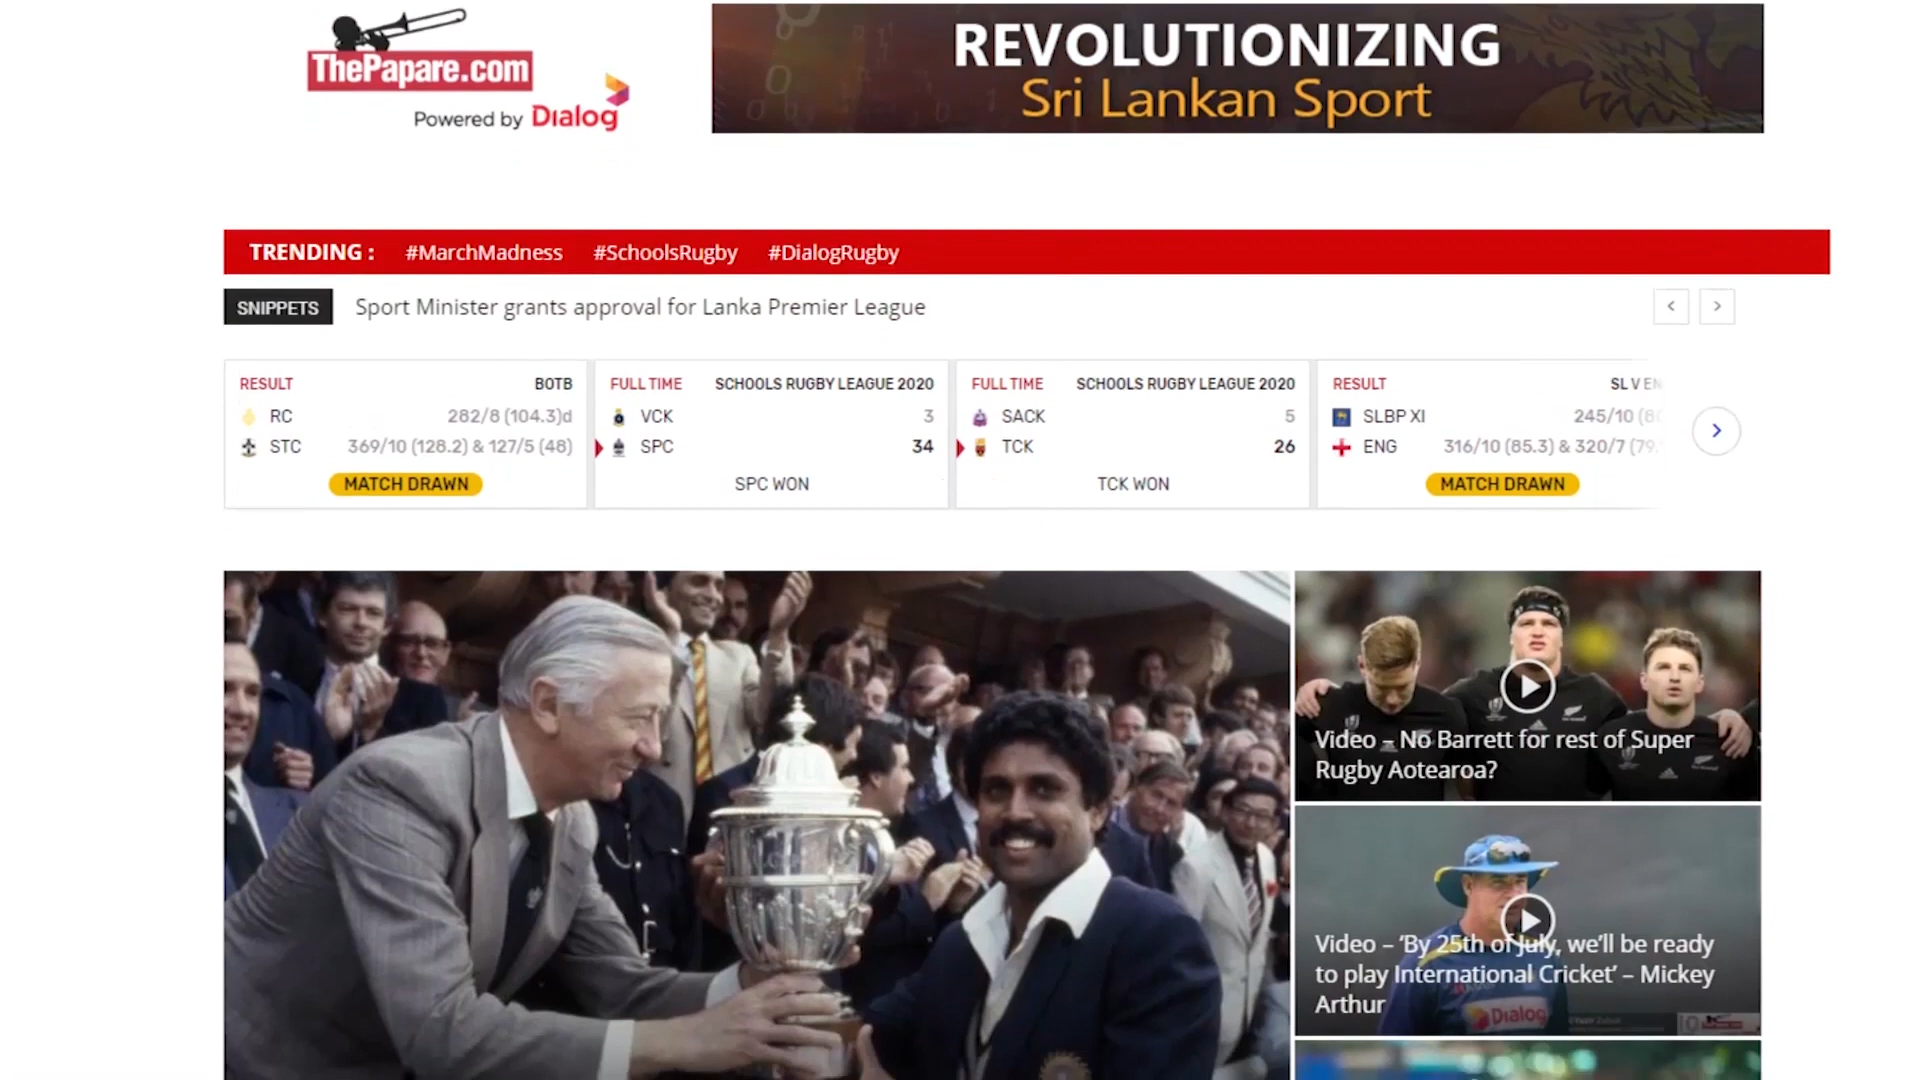 ThePapare.com
Powered by Dialog
REVOLUTIONIZING
Sri Lankan Sport
TRENDING : #MarchMadness #SchoolsRugby #DialogRugby
SNIPPETS Sport Minister grants approval for Lanka Premier League
RESULT BOTB
RC 282/8 (104.3)d
STC 369/10 (128.2) & 127/5 (48)
MATCH DRAWN
FULL TIME SCHOOLS RUGBY LEAGUE 2020
VCK 3
SPC 34
SPC WON
FULL TIME SCHOOLS RUGBY LEAGUE 2020
SACK 5
TCK 26
TCK WON
RESULT SL V EN
SLBP XI 245/10 (80
ENG 316/10 (85.3) & 320/7 (79.
MATCH DRAWN
Video – No Barrett for rest of Super
Rugby Aotearoa?
Video – ‘By 25th of July, we’ll be ready
to play International Cricket’ – Mickey
Arthur
Dialog